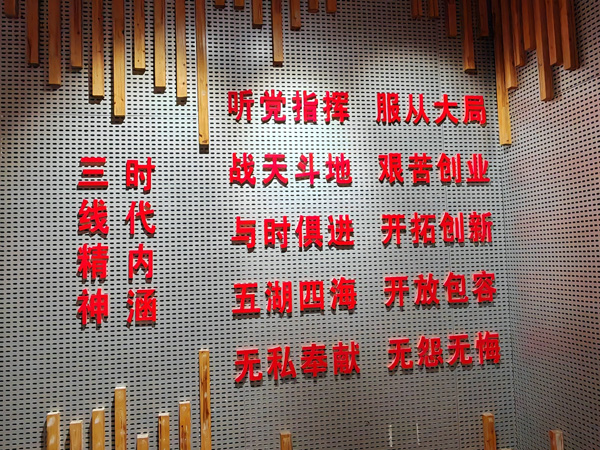 三线精神
时代内涵
听党指挥 服从大局
战天斗地 艰苦创业
与时俱进 开拓创新
五湖四海 开放包容
无私奉献 无怨无悔